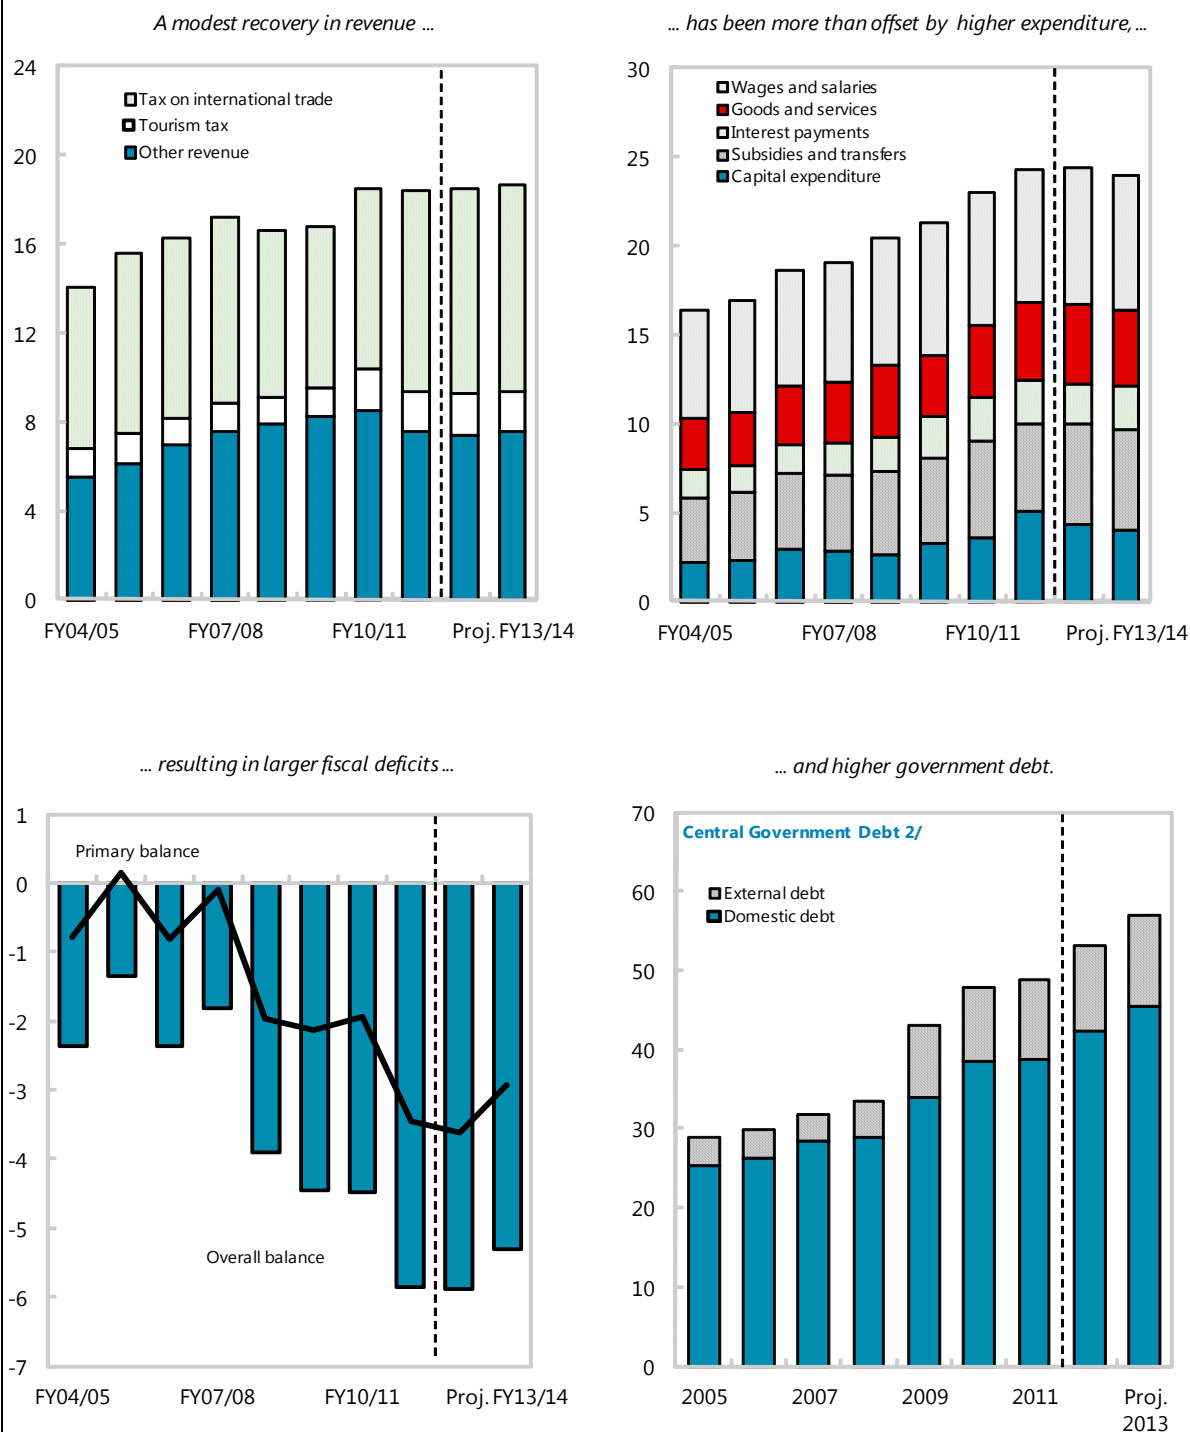 A modest recovery in revenue ...
24
20
16
12
8
4
0
Tax on international trade
Tourism tax
Other revenue
FY04/05 FY07/08 FY10/11 Proj. FY13/14
... has been more than offset by higher expenditure, ...
30
25
20
15
10
5
0
Wages and salaries
Goods and services
Interest payments
Subsidies and transfers
Capital expenditure
FY04/05 FY07/08 FY10/11 Proj. FY13/14
... resulting in larger fiscal deficits ...
1
0
-1
-2
-3
-4
-5
-6
-7
Primary balance
Overall balance
FY04/05 FY07/08 FY10/11 Proj. FY13/14
... and higher government debt.
70
60
50
40
30
20
10
0
Central Government Debt 2/
External debt
Domestic debt
2005 2007 2009 2011 Proj.
2013